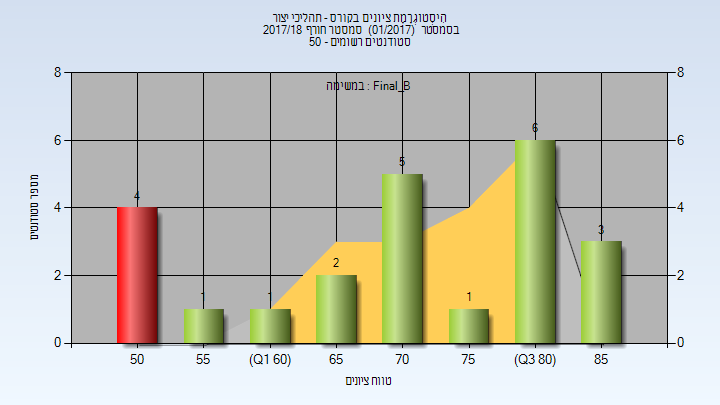 הִיסְטוֹגְרַמַּת ציונים בקורס - תהליכי יצור
בסמסטר (01/2017) סמסטר חורף 2017/18
סטודנטים רשומים - 50
במשימה : Final_B
8 8
6 6
4 4
2 2
0 0
4 1 1 2 5 1 6 3
מספר סטודנטים
50 55 (Q1 60) 65 70 75 (Q3 80) 85
טווח ציונים